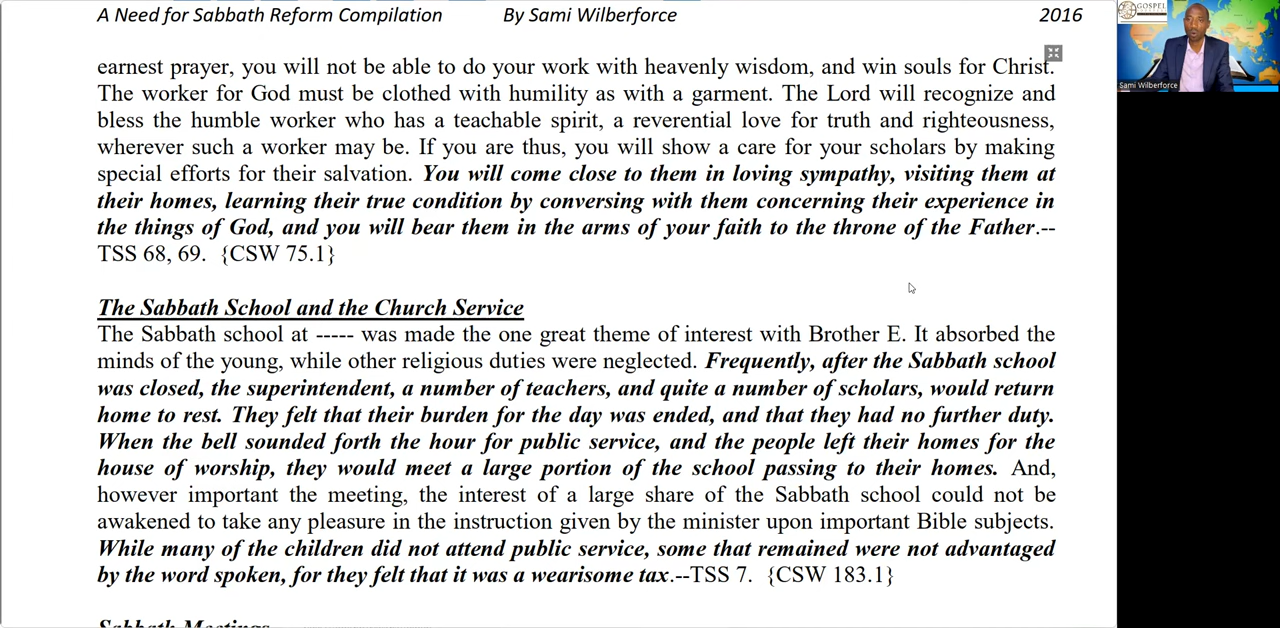 A Need for Sabbath Reform Compilation By Sami Wilberforce 2016
earnest prayer, you will not be able to do your work with heavenly wisdom, and win souls for Christ.
The worker for God must be clothed with humility as with a garment. The Lord will recognize and
bless the humble worker who has a teachable spirit, a reverential love for truth and righteousness,
wherever such a worker may be. If you are thus, you will show a care for your scholars by making
special efforts for their salvation. You will come close to them in loving sympathy, visiting them at
their homes, learning their true condition by conversing with them concerning their experience in
the things of God, and you will bear them in the arms of your faith to the throne of the Father.--
TSS 68, 69. {CSW 75.1}
The Sabbath School and the Church Service
The Sabbath school at ----- was made the one great theme of interest with Brother E. It absorbed the
minds of the young, while other religious duties were neglected. Frequently, after the Sabbath school
was closed, the superintendent, a number of teachers, and quite a number of scholars, would return
home to rest. They felt that their burden for the day was ended, and that they had no further duty.
When the bell sounded forth the hour for public service, and the people left their homes for the
house of worship, they would meet a large portion of the school passing to their homes. And,
however important the meeting, the interest of a large share of the Sabbath school could not be
awakened to take any pleasure in the instruction given by the minister upon important Bible subjects.
While many of the children did not attend public service, some that remained were not advantaged
by the word spoken, for they felt that it was a wearisome tax.--TSS 7. {CSW 183.1}
Sabbath Meetings
GOSPEL
Sami Wilberforce